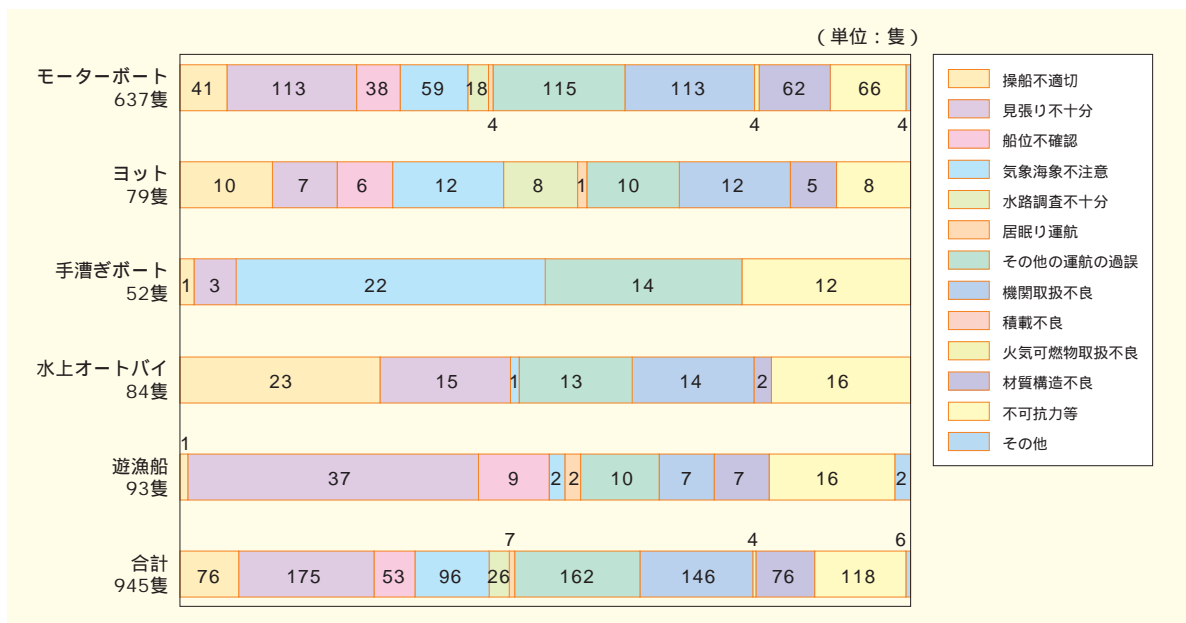 (単位:隻)
モーターボート
637隻
41 113 38 59 18 4 115 113 4 62 66 4
ヨット
79隻
10 7 6 12 8 1 10 12 5 8
手漕ぎボート
52隻
1 3 22 14 12
水上オートバイ
84隻
23 15 1 13 14 2 16
遊漁船
93隻
1 37 9 2 2 10 7 7 16 2
合計
945隻
76 175 53 96 26 7 162 146 4 76 118 6
操船不適切
見張り不十分
船位不確認
気象海象不注意
水路調査不十分
居眠り運航
その他の運航の過誤
機関取扱不良
積載不良
火気可燃物取扱不良
材質構造不良
不可抗力等
その他